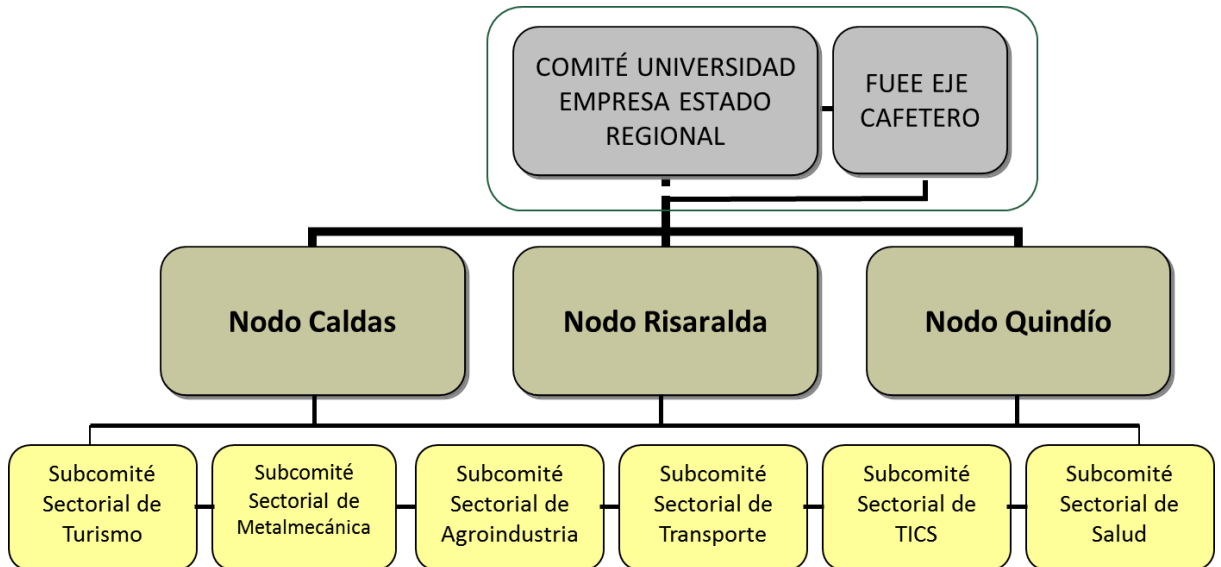 COMITÉ UNIVERSIDAD
EMPRESA ESTADO
REGIONAL
FUEE EJE
CAFETERO
Nodo Caldas
Nodo Risaralda
Nodo Quindío
Subcomité
Sectorial de
Turismo
Subcomité
Sectorial de
Metalmecánica
Subcomité
Sectorial de
Agroindustria
Subcomité
Sectorial de
Transporte
Subcomité
Sectorial de
TICS
Subcomité
Sectorial de
Salud